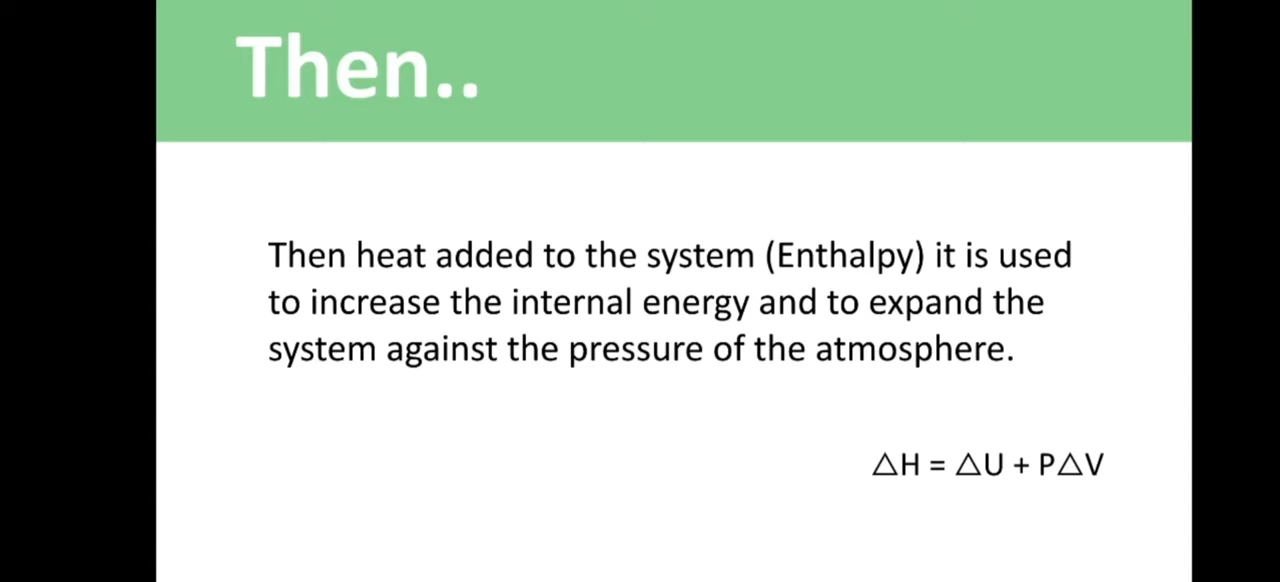 Then..
Then heat added to the system (Enthalpy) it is used
to increase the internal energy and to expand the
system against the pressure of the atmosphere.
△H = △U + P△V